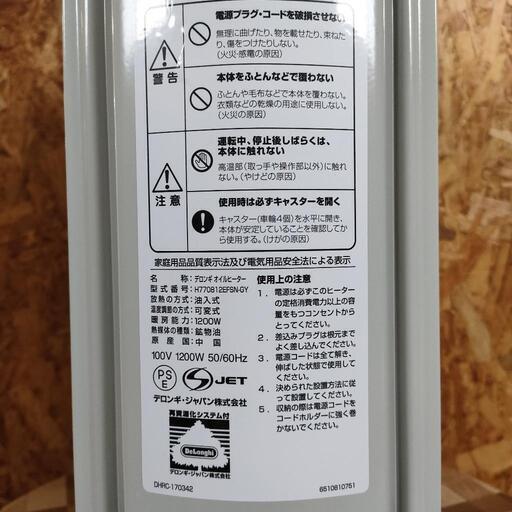 電源プラグ・コードを破損させない
無理に曲げたり、物を載せたり、束ねた
り、傷をつけたりしない。
(火災・感電の原因)
警告
本体をふとんなどで覆わない
ふとんや毛布などで本体を覆わない。
衣類などの乾燥の用途に使用しない。
(火災の原因)
運転中、停止後しばらくは、
本体に触れない
高温部(取っ手や操作部以外)に触れ
ない。(やけどの原因)
注意
使用時は必ずキャスターを開く
キャスター(車輪4個)を水平に開き、
本体が安定していることを確認してか
ら使用する。(けがの原因)
家庭用品品質表示法及び電気用品安全法による表示
名称:デロンギ オイルヒーター
型式番号:H770812EFSN-GY
放熱の方式:油入式
温度調節の方式:可変式
暖房能力:1200W
熱媒体の種類:鉱物油
原産国:中国
100V 1200W 50/60Hz
PSE
S JET
デロンギ・ジャパン株式会社
再資源化システム付
DeLonghi
デロンギ・ジャパン株式会社
DHRC-170342
使用上の注意
1. 電源は必ずこのヒーター
の定格消費電力以上の容
量をもつコンセントから
とってください。
2. 差込みプラグは根元まで
よく差し込んでください。
3. 電源コードは全て解き、
伸ばした状態で使用して
ください。
4. 決められた設置方法に従
って設置してください。
5. 収納の際は電源コードを
コードホルダーに強く巻
かないでください。
6510810751